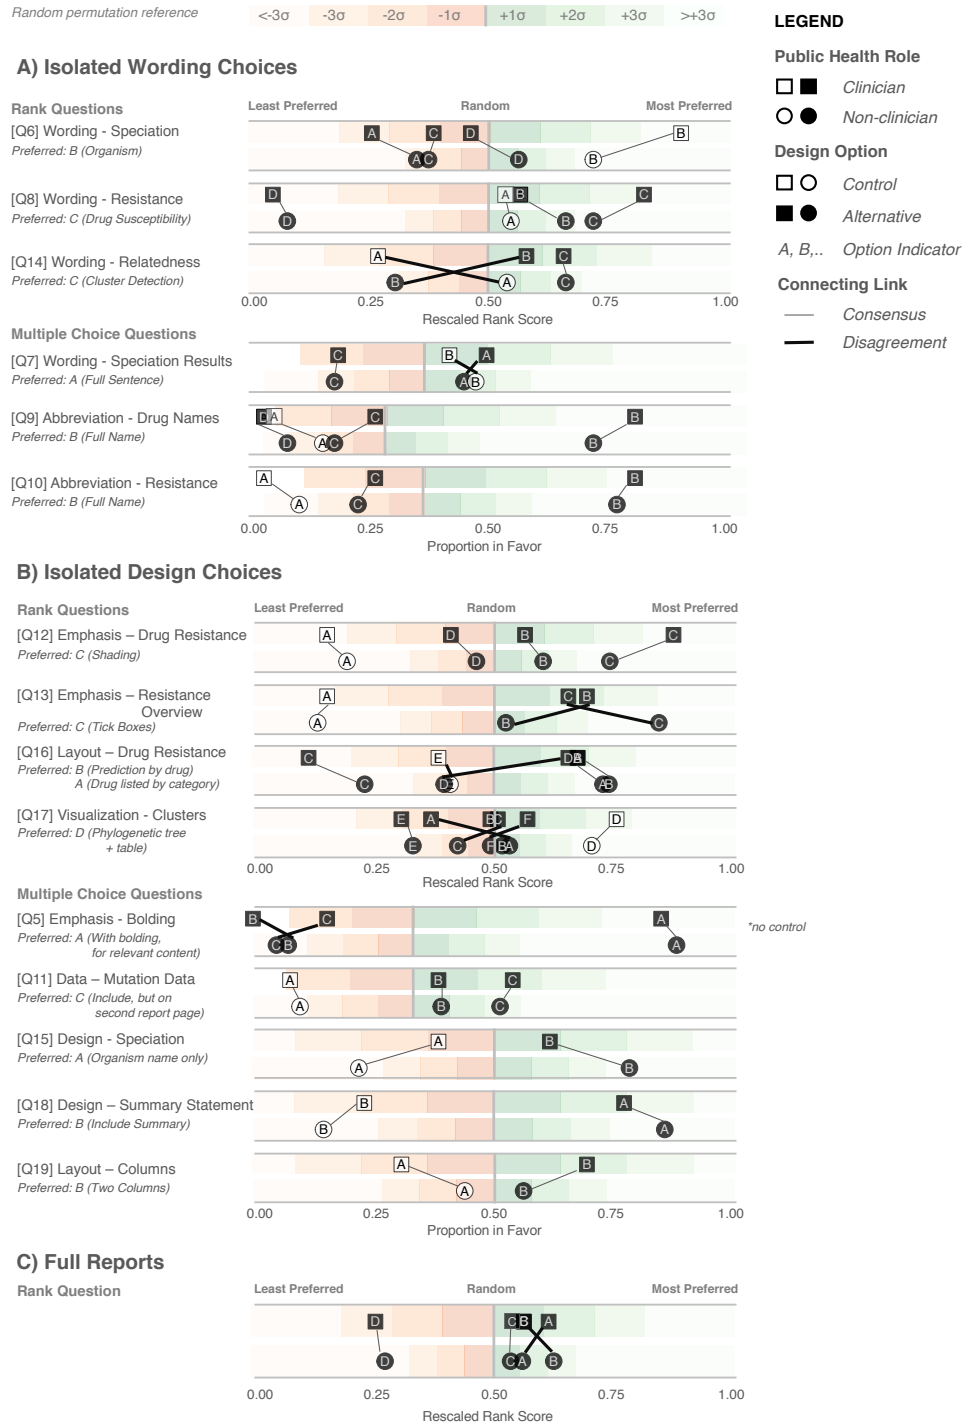 Random permutation reference
<-3σ -3σ -2σ -1σ +1σ +2σ +3σ >+3σ
LEGEND
Public Health Role
Clinician
Non-clinician
Design Option
Control
Alternative
A, B,.. Option Indicator
Connecting Link
Consensus
Disagreement
A) Isolated Wording Choices
Rank Questions
Least Preferred Random Most Preferred
[Q6] Wording - Speciation
Preferred: B (Organism)
A C D B
A C D B
[Q8] Wording - Resistance
Preferred: C (Drug Susceptibility)
D A B C
D A B C
[Q14] Wording - Relatedness
Preferred: C (Cluster Detection)
A B C
B A C
0.00 0.25 0.50 0.75 1.00
Rescaled Rank Score
Multiple Choice Questions
[Q7] Wording - Speciation Results
Preferred: A (Full Sentence)
C B A
C A B
[Q9] Abbreviation - Drug Names
Preferred: B (Full Name)
D A C B
D A C B
[Q10] Abbreviation - Resistance
Preferred: B (Full Name)
A C B
A C B
0.00 0.25 0.50 0.75 1.00
Proportion in Favor
B) Isolated Design Choices
Rank Questions
Least Preferred Random Most Preferred
[Q12] Emphasis – Drug Resistance
Preferred: C (Shading)
A D B C
A D B C
[Q13] Emphasis – Resistance
Overview
Preferred: C (Tick Boxes)
A C B
A B C
[Q16] Layout – Drug Resistance
Preferred: B (Prediction by drug)
A (Drug listed by category)
C E D A B
C D E A B
[Q17] Visualization - Clusters
Preferred: D (Phylogenetic tree
+ table)
E A B C F D
E C F B A D
0.00 0.25 0.50 0.75 1.00
Rescaled Rank Score
Multiple Choice Questions
[Q5] Emphasis - Bolding
Preferred: A (With bolding,
for relevant content)
B C A
C B A
*no control
[Q11] Data – Mutation Data
Preferred: C (Include, but on
second report page)
A B C
A B C
[Q15] Design - Speciation
Preferred: A (Organism name only)
A B
A B
[Q18] Design – Summary Statement
Preferred: B (Include Summary)
B A
B A
[Q19] Layout – Columns
Preferred: B (Two Columns)
A B
A B
0.00 0.25 0.50 0.75 1.00
Proportion in Favor
C) Full Reports
Rank Question
Least Preferred Random Most Preferred
D C B A
D C A B
0.00 0.25 0.50 0.75 1.00
Rescaled Rank Score